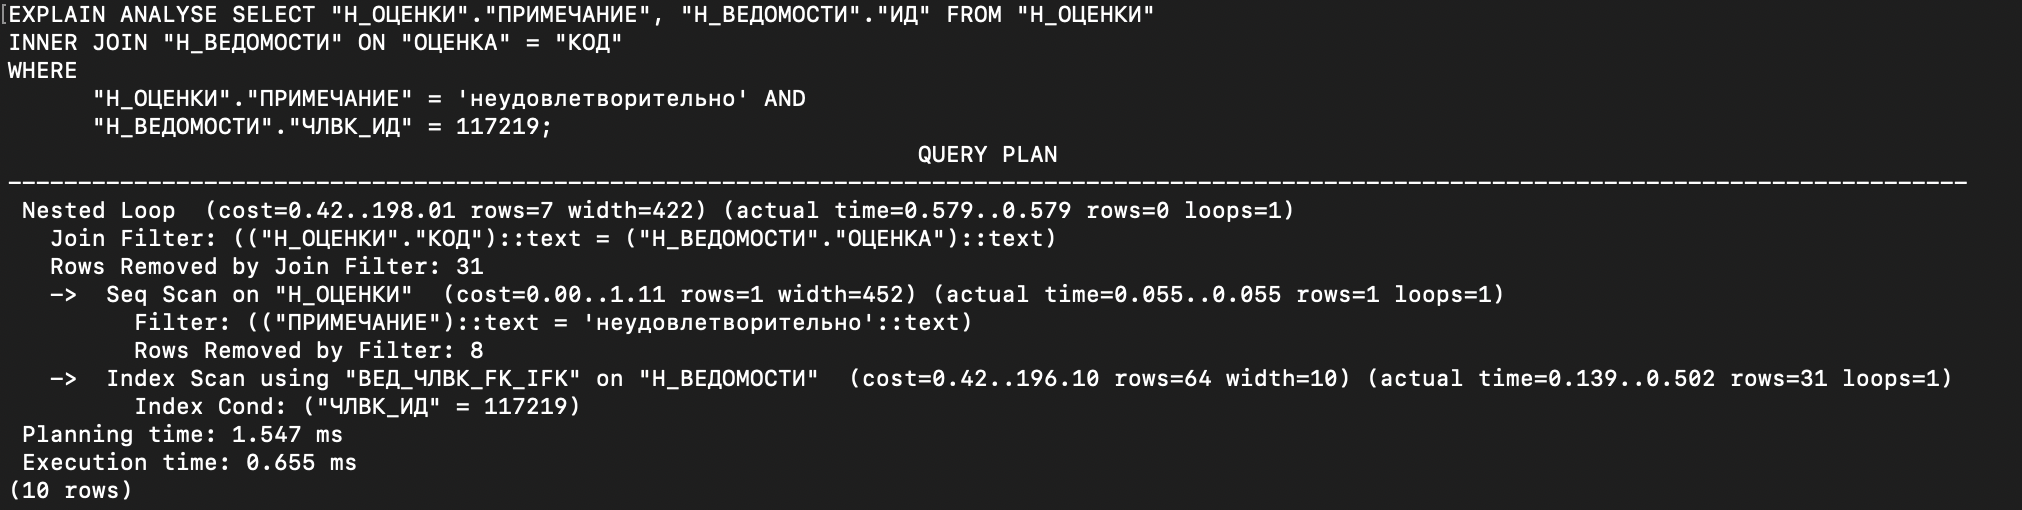 EXPLAIN ANALYSE SELECT "Н_ОЦЕНКИ"."ПРИМЕЧАНИЕ", "Н_ВЕДОМОСТИ"."ИД" FROM "Н_ОЦЕНКИ"
INNER JOIN "Н_ВЕДОМОСТИ" ON "ОЦЕНКА" = "КОД"
WHERE
      "Н_ОЦЕНКИ"."ПРИМЕЧАНИЕ" = 'неудовлетворительно' AND
      "Н_ВЕДОМОСТИ"."ЧЛВК_ИД" = 117219;
QUERY PLAN
--------------------------------------------------------------------------------------------------------------------------------------------
 Nested Loop  (cost=0.42..198.01 rows=7 width=422) (actual time=0.579..0.579 rows=0 loops=1)
   Join Filter: (("Н_ОЦЕНКИ"."КОД")::text = ("Н_ВЕДОМОСТИ"."ОЦЕНКА")::text)
   Rows Removed by Join Filter: 31
   ->  Seq Scan on "Н_ОЦЕНКИ"  (cost=0.00..1.11 rows=1 width=452) (actual time=0.055..0.055 rows=1 loops=1)
         Filter: (("ПРИМЕЧАНИЕ")::text = 'неудовлетворительно'::text)
         Rows Removed by Filter: 8
   ->  Index Scan using "ВЕД_ЧЛВК_FK_IFK" on "Н_ВЕДОМОСТИ"  (cost=0.42..196.10 rows=64 width=10) (actual time=0.139..0.502 rows=31 loops=1)
         Index Cond: ("ЧЛВК_ИД" = 117219)
 Planning time: 1.547 ms
 Execution time: 0.655 ms
(10 rows)